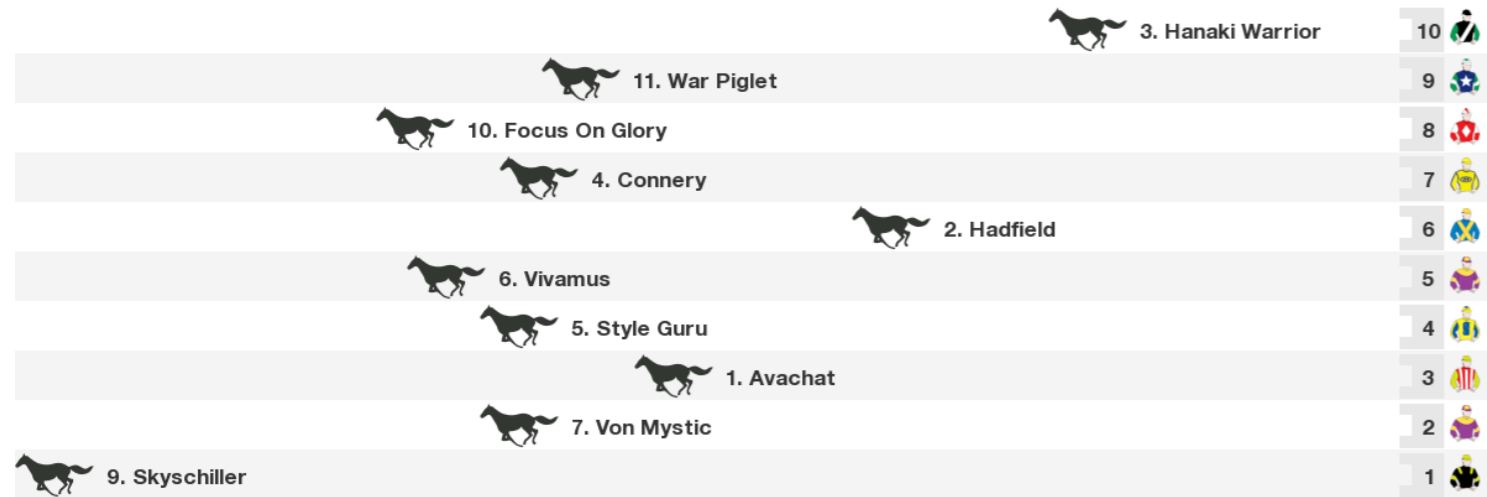 3. Hanaki Warrior 10
11. War Piglet 9
10. Focus On Glory 8
4. Connery 7
2. Hadfield 6
6. Vivamus 5
5. Style Guru 4
1. Avachat 3
7. Von Mystic 2
9. Skyschiller 1